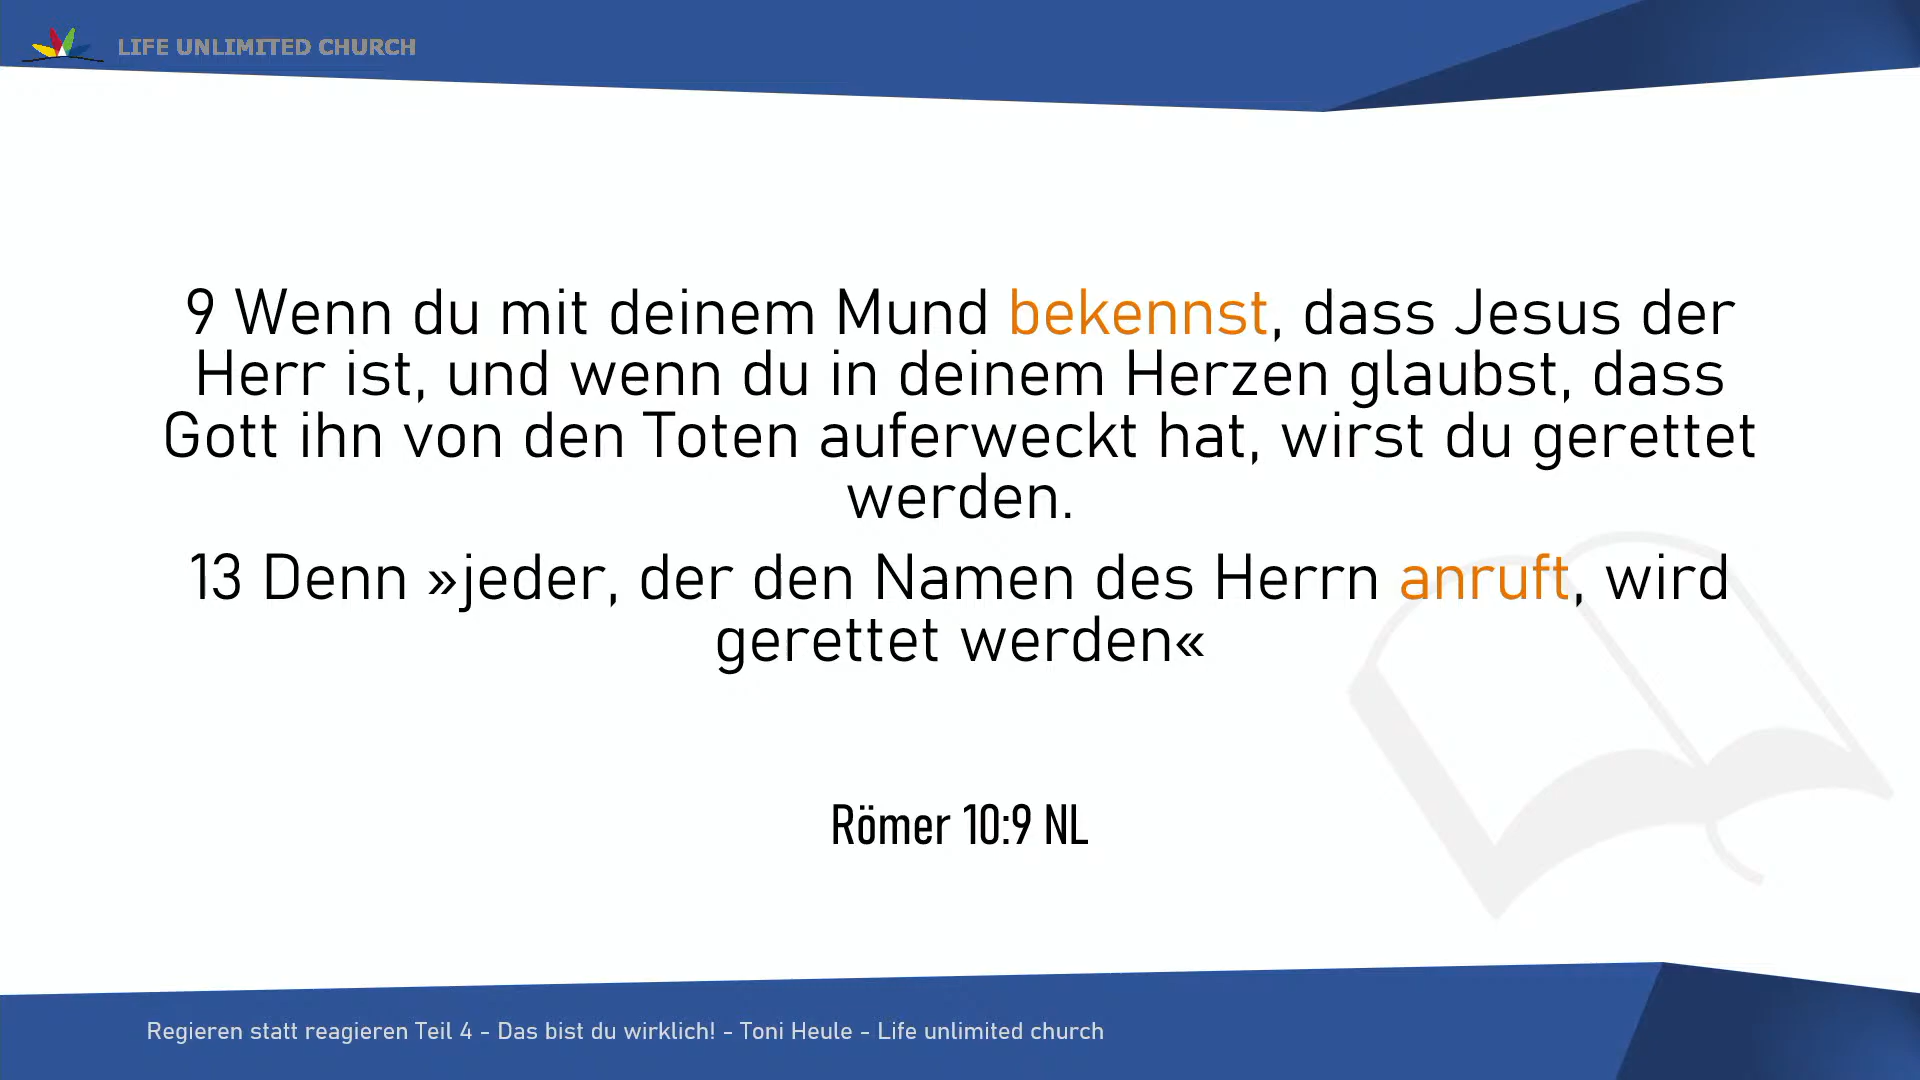 LIFE UNLIMITED CHURCH
9 Wenn du mit deinem Mund bekennst, dass Jesus der
Herr ist, und wenn du in deinem Herzen glaubst, dass
Gott ihn von den Toten auferweckt hat, wirst du gerettet
werden.
13 Denn »jeder, der den Namen des Herrn anruft, wird
gerettet werden«
Römer 10:9 NL
Regieren statt reagieren Teil 4 - Das bist du wirklich! - Toni Heule - Life unlimited church